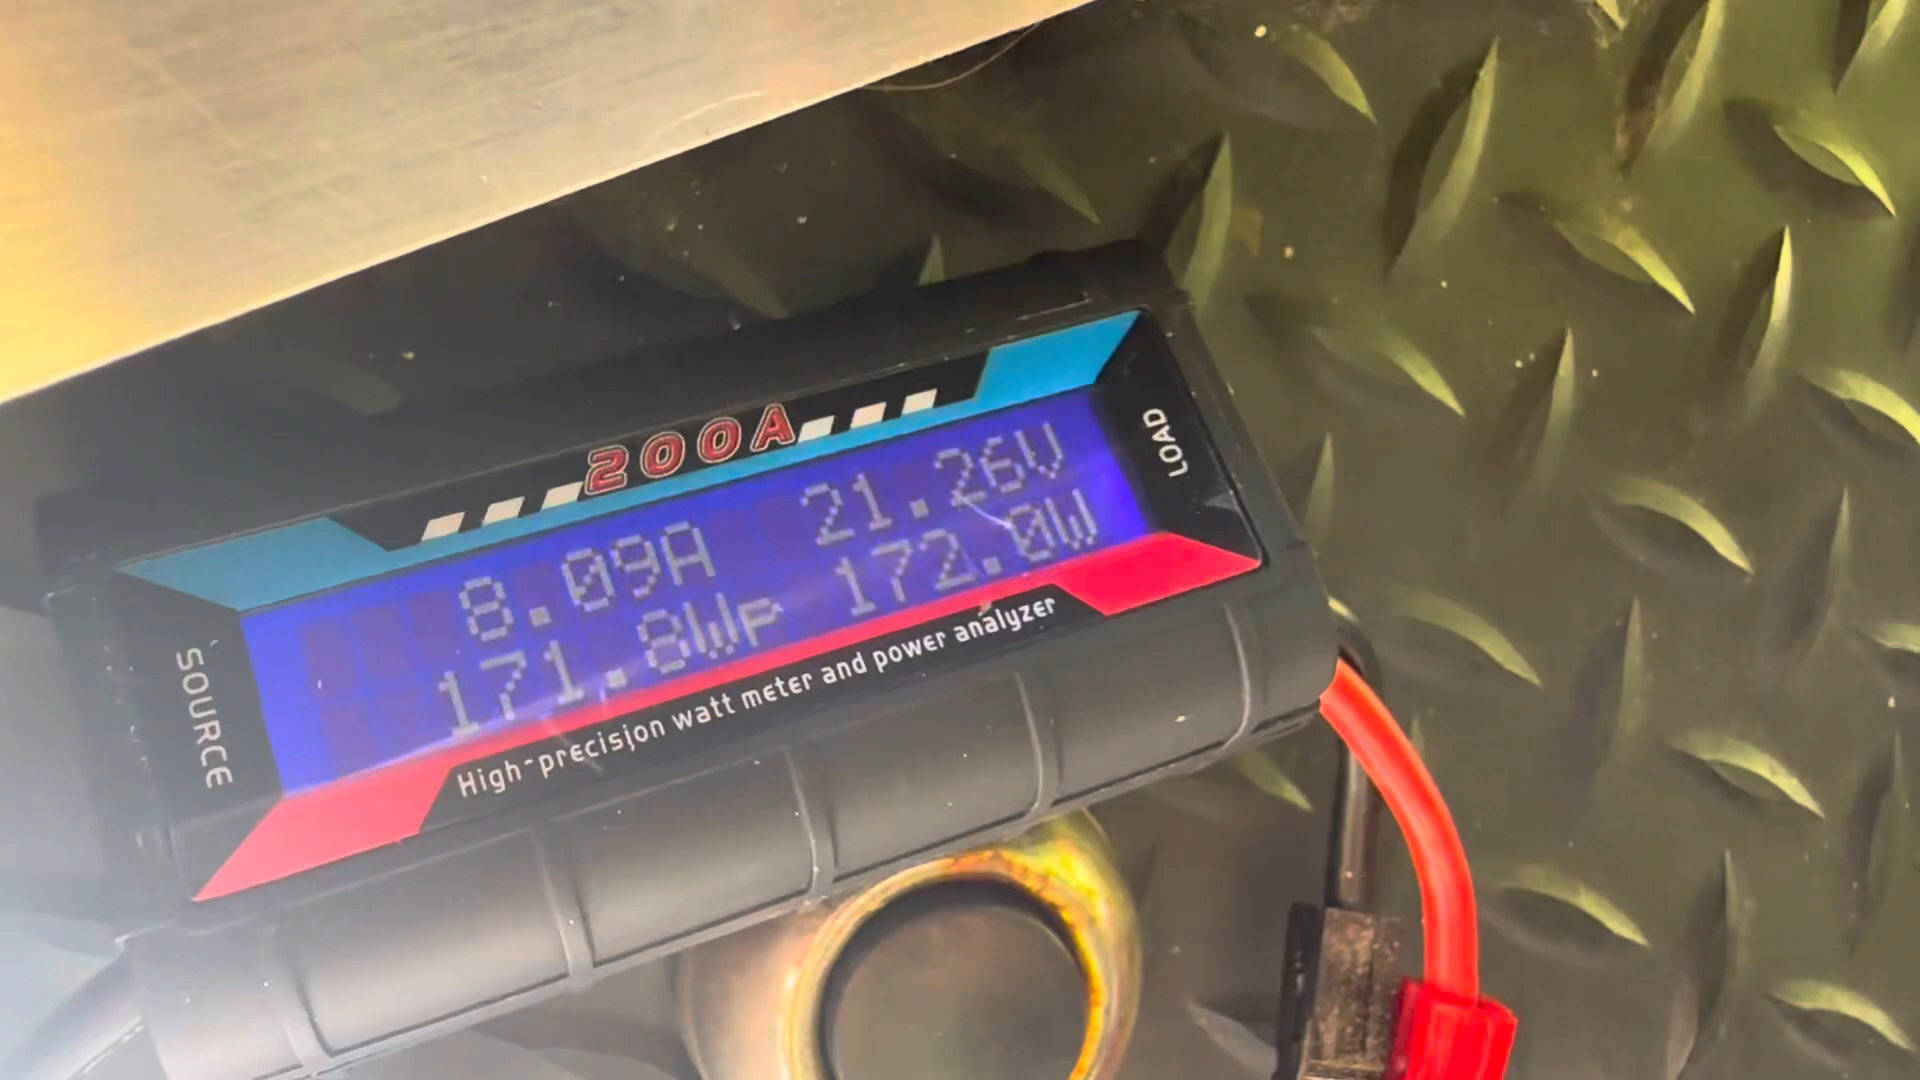 200A
8.09A 21.26V
171.8Wp 172.0W
SOURCE
LOAD
High-precision watt meter and power analyzer